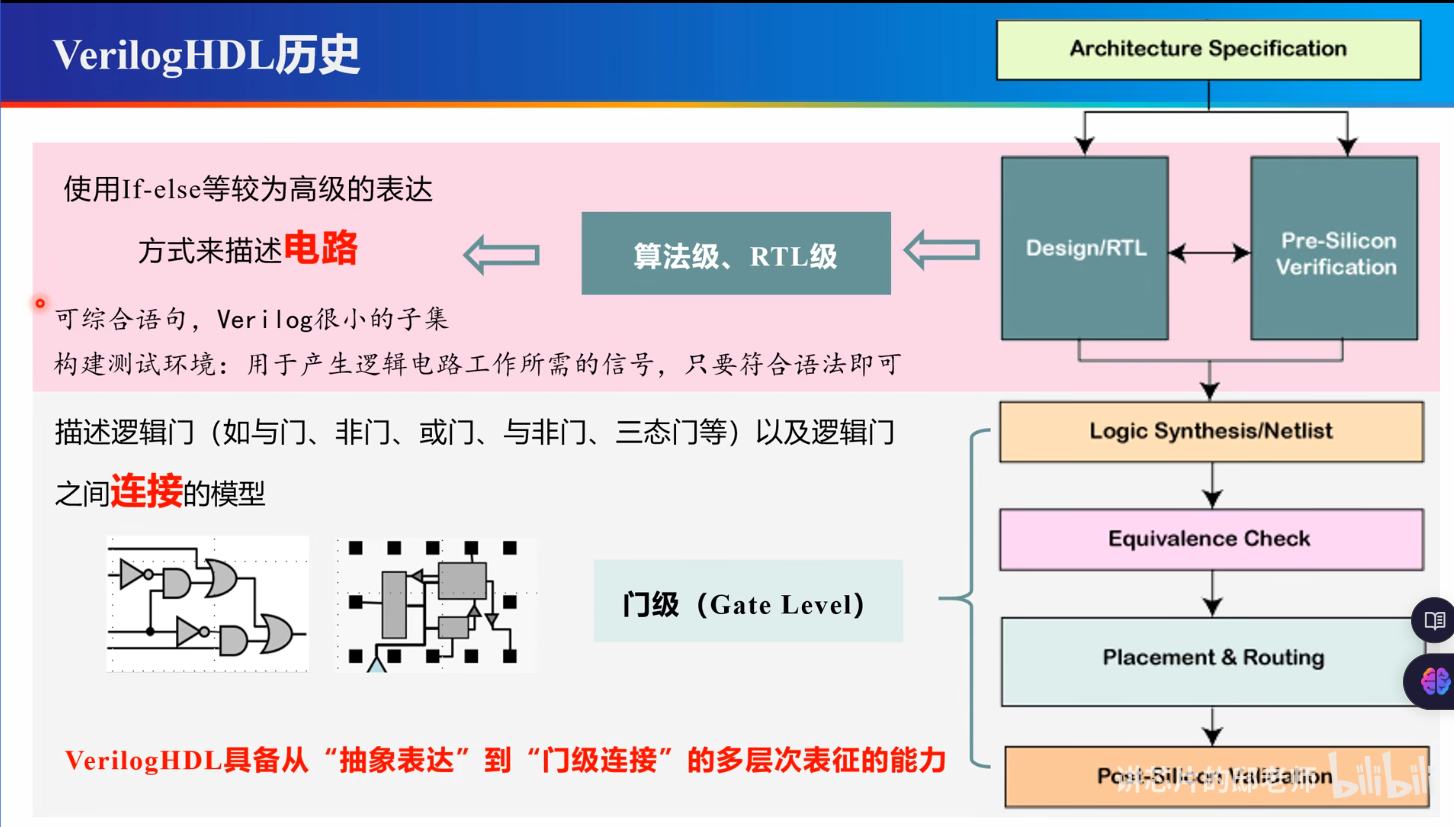 VerilogHDL历史
Architecture Specification
使用If-else等较为高级的表达
方式来描述电路
算法级、RTL级
Design/RTL
Pre-Silicon
Verification
可综合语句，Verilog很小的子集
构建测试环境：用于产生逻辑电路工作所需的信号，只要符合语法即可
描述逻辑门（如与门、非门、或门、与非门、三态门等）以及逻辑门
之间连接的模型
门级（Gate Level）
Logic Synthesis/Netlist
Equivalence Check
Placement & Routing
Post-Silicon Validation
VerilogHDL具备从“抽象表达”到“门级连接”的多层次表征的能力
bilibili